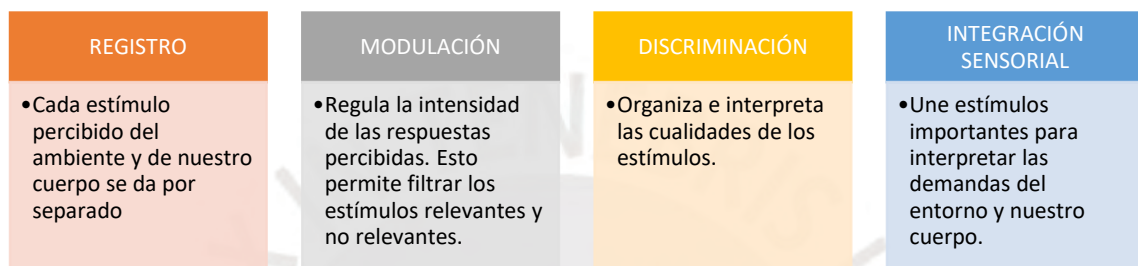 REGISTRO
•Cada estímulo
percibido del
ambiente y de nuestro
cuerpo se da por
separado
MODULACIÓN
•Regula la intensidad
de las respuestas
percibidas. Esto
permite filtrar los
estímulos relevantes y
no relevantes.
DISCRIMINACIÓN
•Organiza e interpreta
las cualidades de los
estímulos.
INTEGRACIÓN
SENSORIAL
•Une estímulos
importantes para
interpretar las
demandas del
entorno y nuestro
cuerpo.